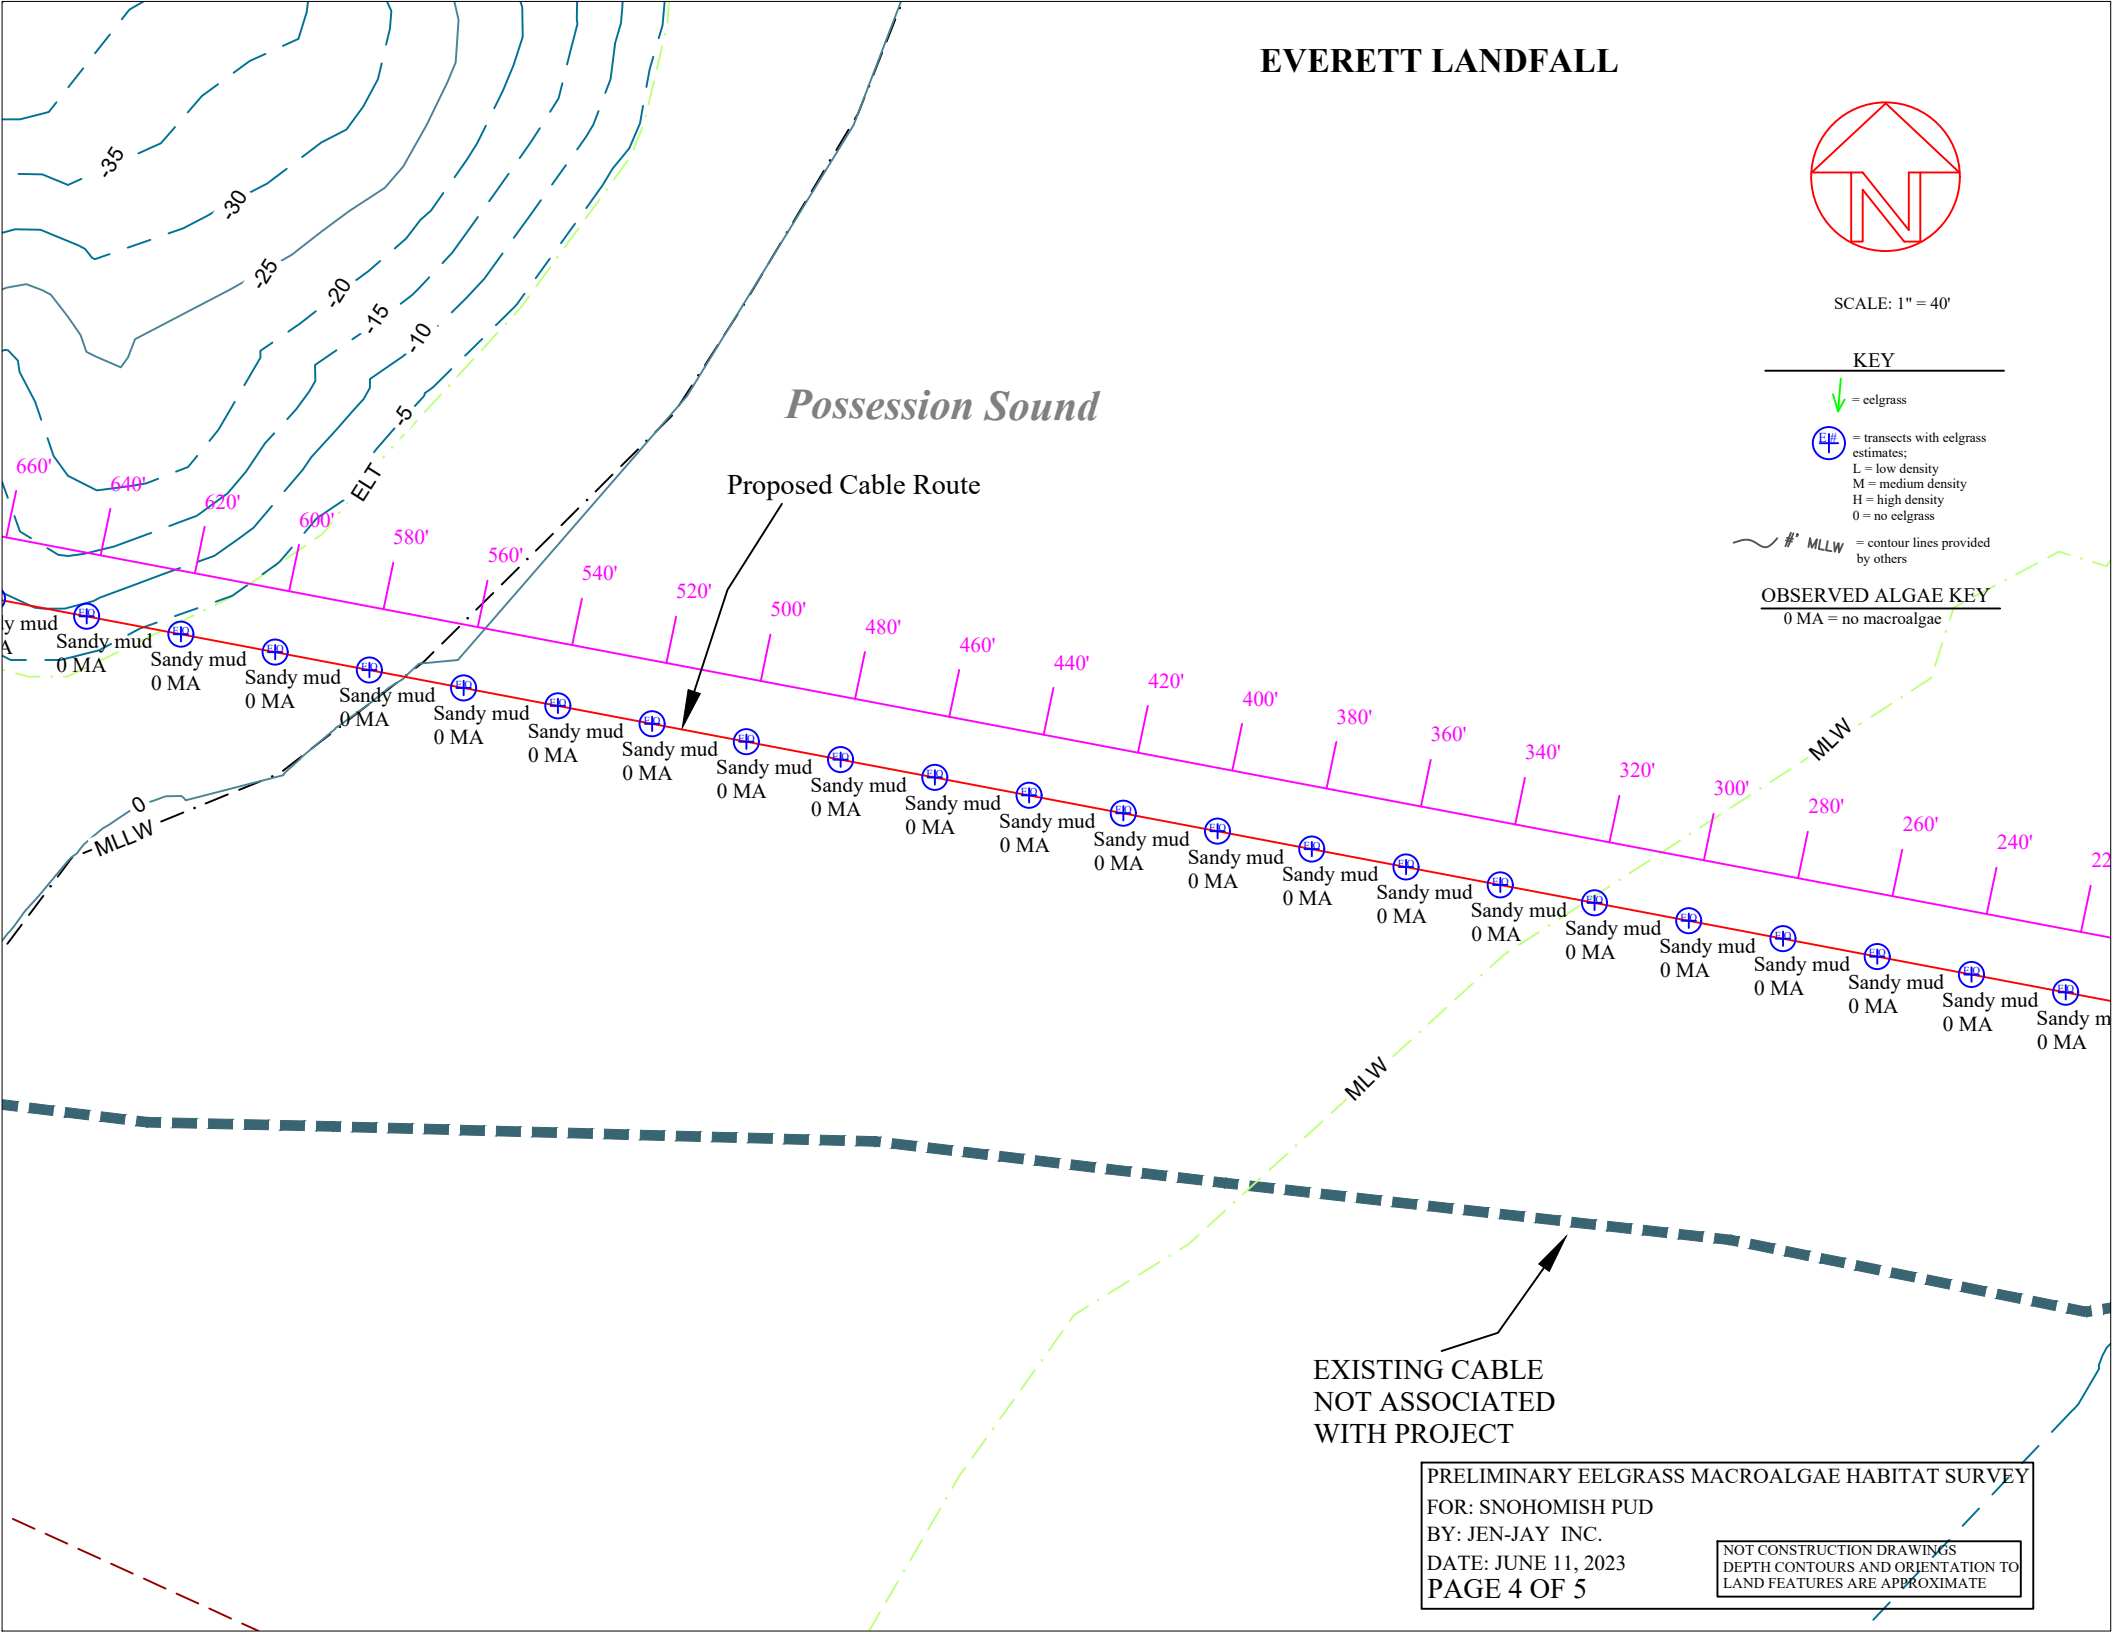 EVERETT LANDFALL
N
SCALE: 1" = 40'
KEY
= eelgrass
E#
= transects with eelgrass
estimates;
L = low density
M = medium density
H = high density
0 = no eelgrass
#' MLLW
= contour lines provided
by others
OBSERVED ALGAE KEY
0 MA = no macroalgae
-35
-30
-25
-20
-15
-10
-5
ELT
Possession Sound
Proposed Cable Route
660'
640'
620'
600'
580'
560'
540'
520'
500'
480'
460'
440'
420'
400'
380'
360'
340'
320'
300'
280'
260'
240'
22
MLW
y mud
A
Sandy mud
0 MA
Sandy mud
0 MA
Sandy mud
0 MA
Sandy mud
0 MA
Sandy mud
0 MA
Sandy mud
0 MA
Sandy mud
0 MA
Sandy mud
0 MA
Sandy mud
0 MA
Sandy mud
0 MA
Sandy mud
0 MA
Sandy mud
0 MA
Sandy mud
0 MA
Sandy mud
0 MA
Sandy mud
0 MA
Sandy mud
0 MA
Sandy mud
0 MA
Sandy mud
0 MA
Sandy mud
0 MA
Sandy mud
0 MA
Sandy mud
0 MA
Sandy m
0 MA
0
MLLW
MLW
EXISTING CABLE
NOT ASSOCIATED
WITH PROJECT
PRELIMINARY EELGRASS MACROALGAE HABITAT SURVEY
FOR: SNOHOMISH PUD
BY: JEN-JAY INC.
DATE: JUNE 11, 2023
PAGE 4 OF 5
NOT CONSTRUCTION DRAWINGS
DEPTH CONTOURS AND ORIENTATION TO
LAND FEATURES ARE APPROXIMATE